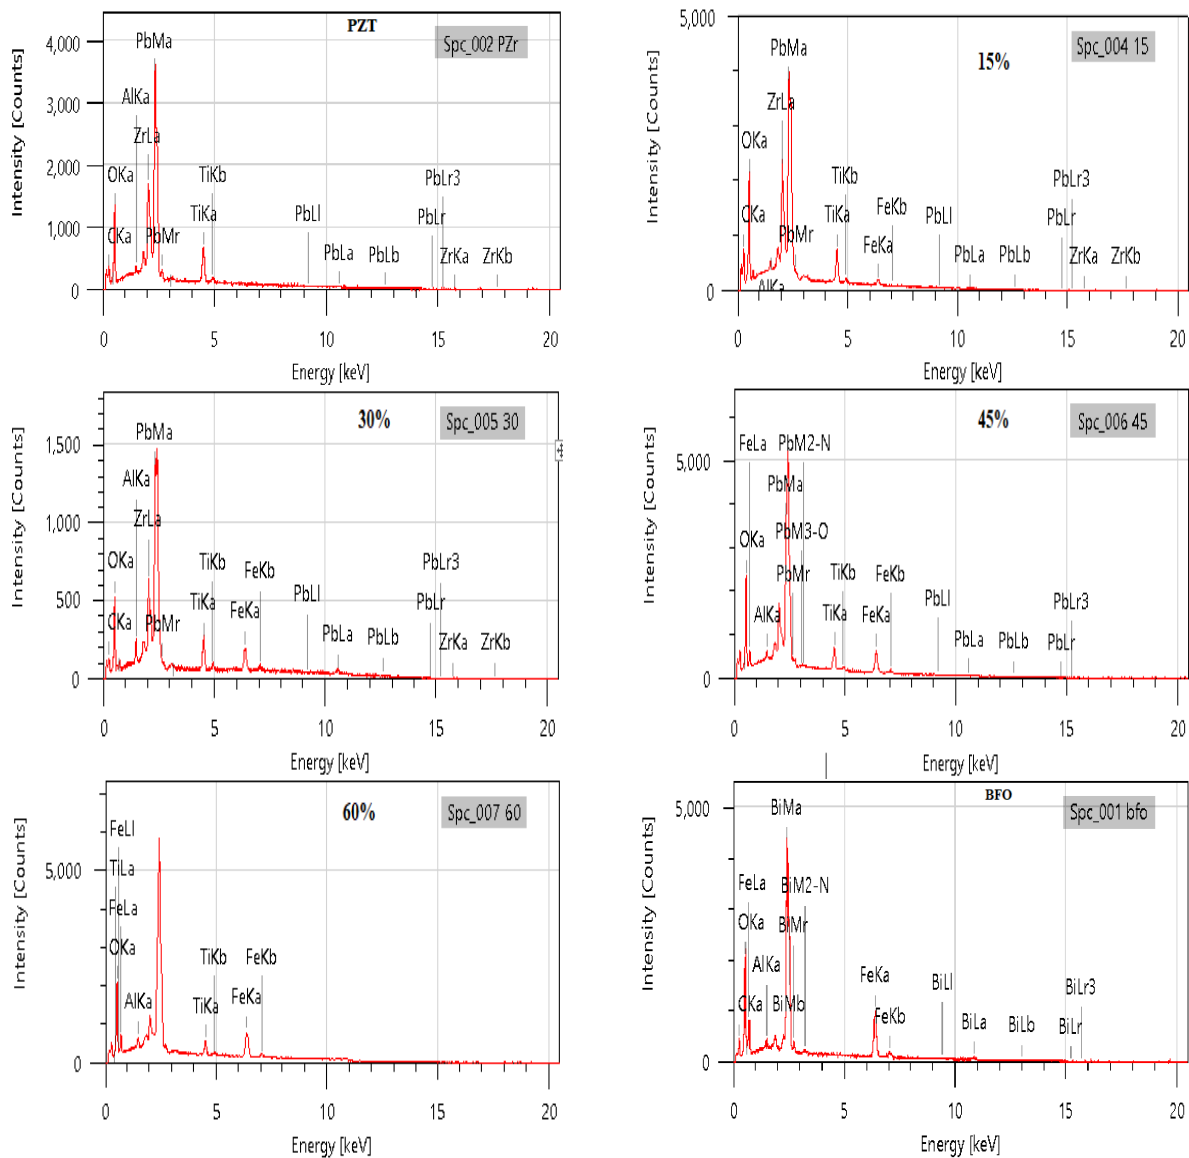 PZT
Spc_002 PZr
Intensity [Counts]
4,000
3,000
2,000
1,000
0
PbMa
AlKa
ZrLa
OKa
CKa
PbMr
TiKb
TiKa
PbLl
PbLa
PbLb
PbLr3
PbLr
ZrKa
ZrKb
0 5 10 15 20
Energy [keV]
15%
Spc_004 15
Intensity [Counts]
5,000
0
PbMa
ZrLa
OKa
CKa
PbMr
AlKa
TiKb
TiKa
FeKb
FeKa
PbLl
PbLa
PbLb
PbLr3
PbLr
ZrKa
ZrKb
0 5 10 15 20
Energy [keV]
30%
Spc_005 30
Intensity [Counts]
1,500
1,000
500
0
PbMa
AlKa
ZrLa
OKa
CKa
PbMr
TiKb
TiKa
FeKb
FeKa
PbLl
PbLa
PbLb
PbLr3
PbLr
ZrKa
ZrKb
0 5 10 15 20
Energy [keV]
45%
Spc_006 45
Intensity [Counts]
5,000
0
FeLa
PbM2-N
PbMa
PbM3-O
OKa
PbMr
AlKa
TiKb
TiKa
FeKb
FeKa
PbLl
PbLa
PbLb
PbLr3
PbLr
0 5 10 15 20
Energy [keV]
60%
Spc_007 60
Intensity [Counts]
5,000
0
FeLl
TiLa
FeLa
OKa
AlKa
TiKb
TiKa
FeKb
FeKa
0 5 10 15 20
Energy [keV]
BFO
Spc_001 bfo
Intensity [Counts]
5,000
0
BiMa
FeLa
BiM2-N
OKa
BiMr
AlKa
CKa
BiMb
FeKa
FeKb
BiLl
BiLa
BiLb
BiLr3
BiLr
0 5 10 15 20
Energy [keV]